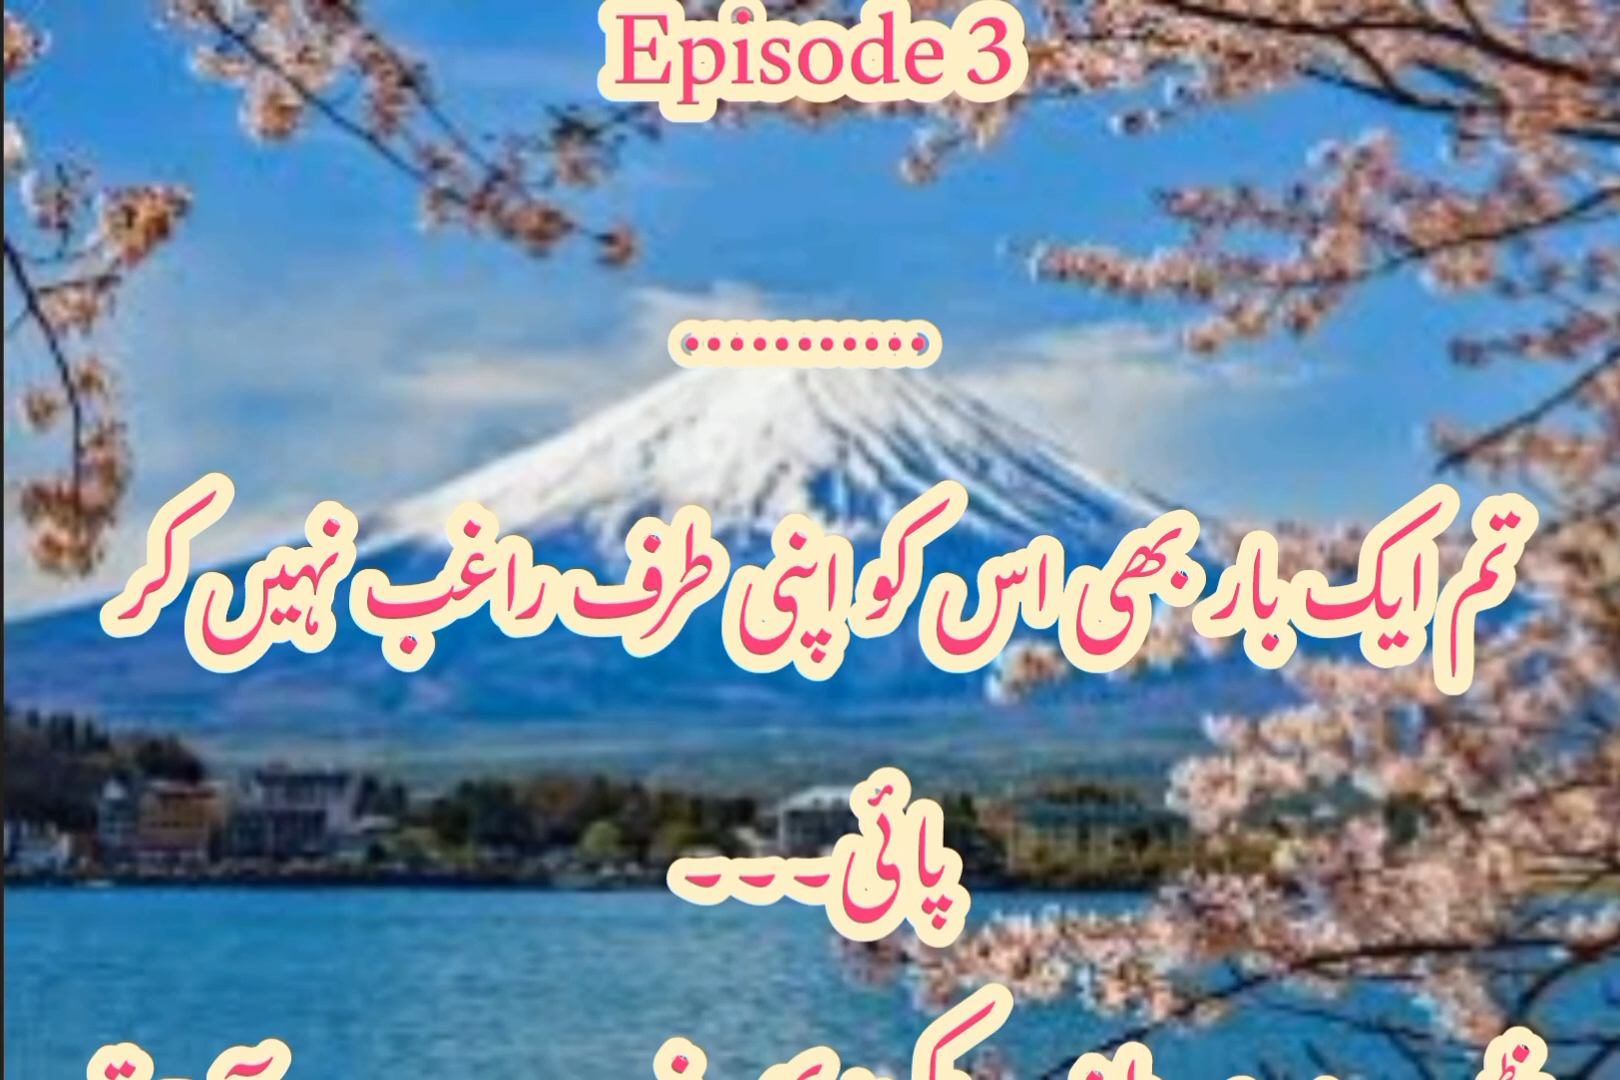 Episode 3
...........
تم ایک بار بھی اس کو اپنی طرف راغب نہیں کر
پائی۔۔۔